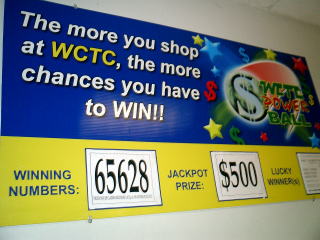 The more you shop
at WCTC, the more
chances you have
to WIN!!
WCTC
POWER
BALL
WINNING
NUMBERS:
65628
JACKPOT
PRIZE:
$500
LUCKY
WINNER(s)